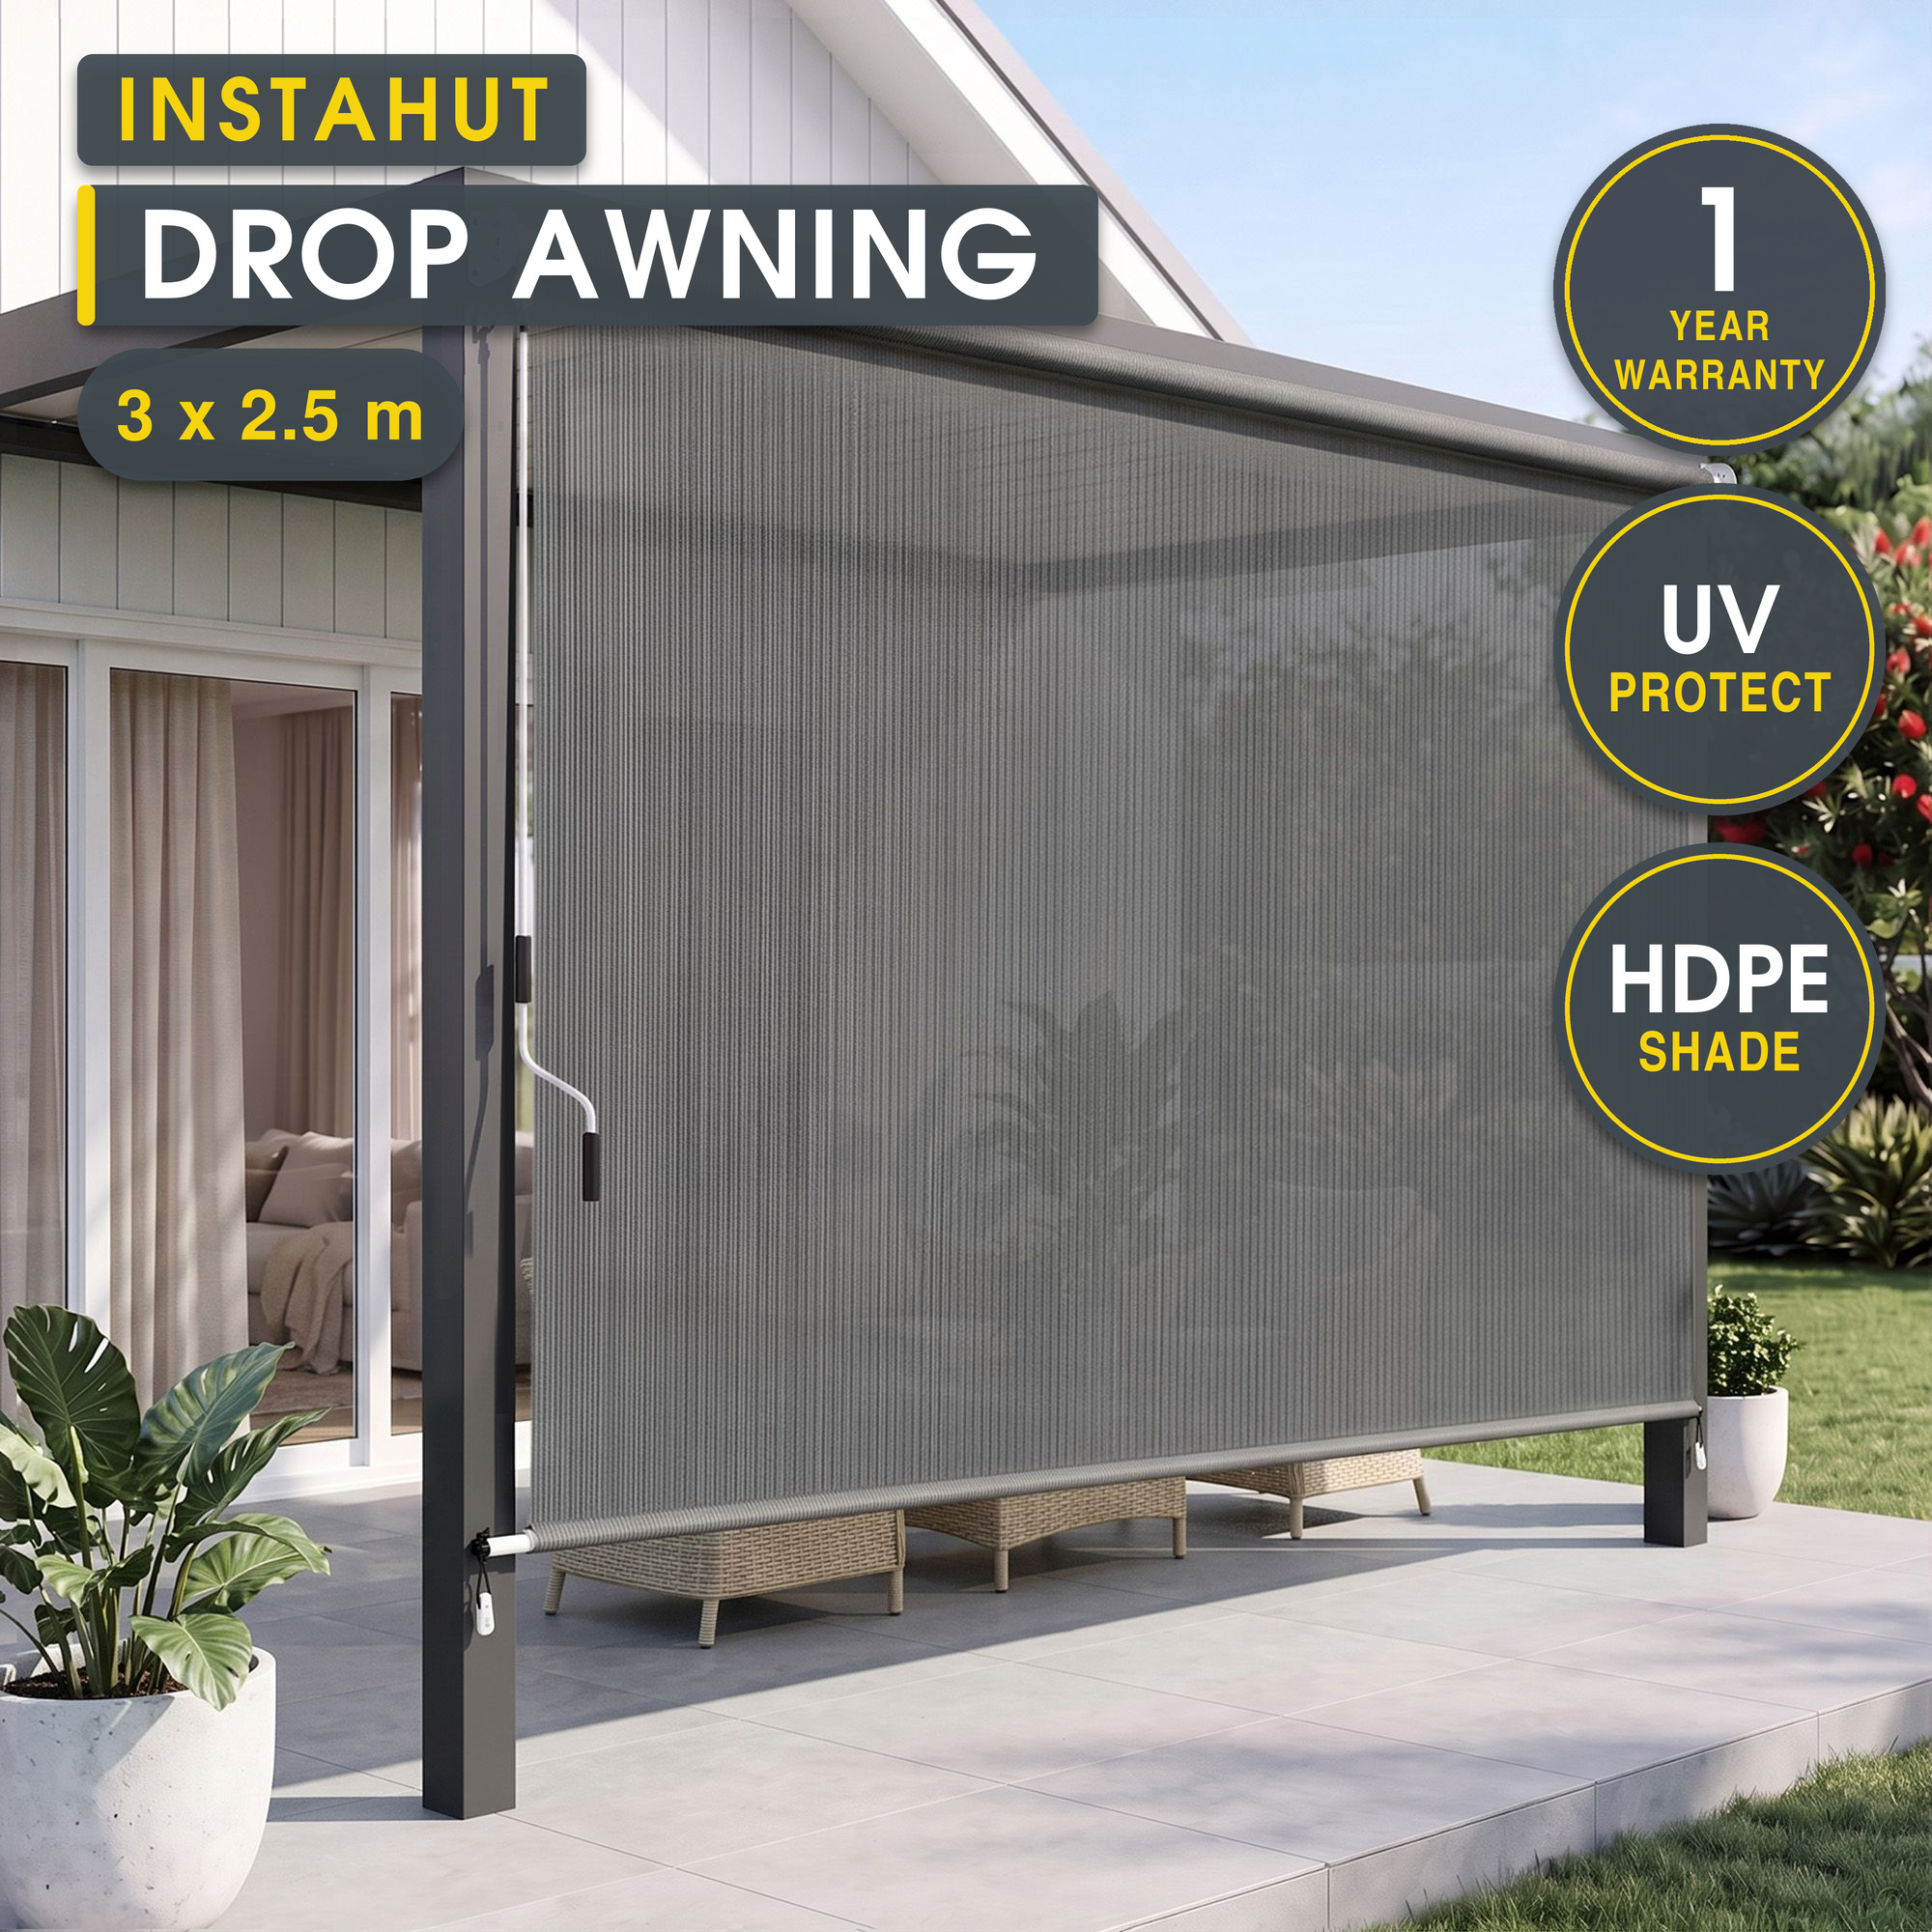 INSTAHUT
DROP AWNING
3 x 2.5 m
1
YEAR
WARRANTY
UV
PROTECT
HDPE
SHADE